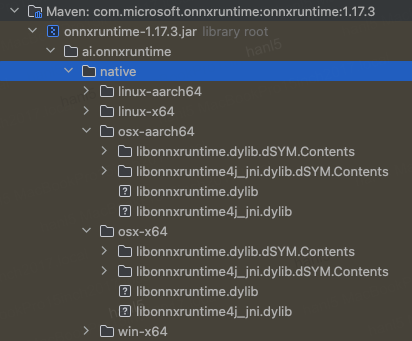 Maven: com.microsoft.onnxruntime:onnxruntime:1.17.3
onnxruntime-1.17.3.jar library root
ai.onnxruntime
native
linux-aarch64
linux-x64
osx-aarch64
libonnxruntime.dylib.dSYM.Contents
libonnxruntime4j_jni.dylib.dSYM.Contents
libonnxruntime.dylib
libonnxruntime4j_jni.dylib
osx-x64
libonnxruntime.dylib.dSYM.Contents
libonnxruntime4j_jni.dylib.dSYM.Contents
libonnxruntime.dylib
libonnxruntime4j_jni.dylib
win-x64